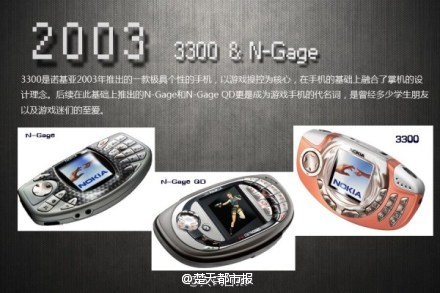 2003 3300 & N-Gage
3300是诺基亚2003年推出的一款极具个性的手机，以游戏操控为核心，在手机的基础上融合了掌机的设
计理念。后续在此基础上推出的N-Gage和N-Gage QD更是成为游戏手机的代名词，是曾经多少学生朋友
以及游戏迷们的至爱。
N-Gage
N-Gage QD
3300
NOKIA
NOKIA
@楚天都市报